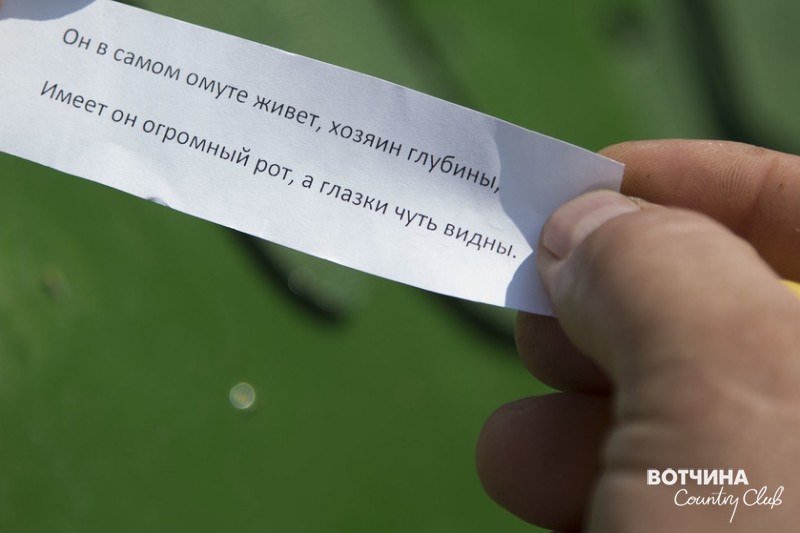 Он в самом омуте живет, хозяин глубины,
Имеет он огромный рот, а глазки чуть видны.
ВОТЧИНА
Country Club